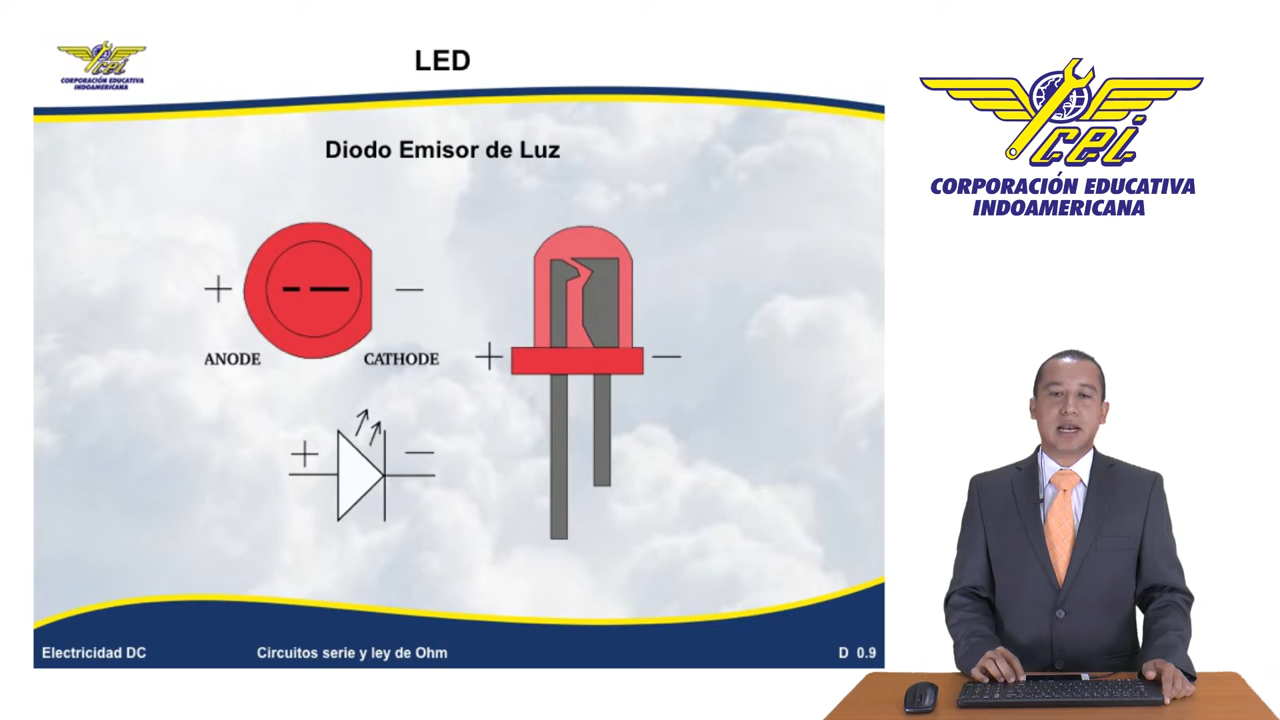 CORPORACIÓN EDUCATIVA
INDOAMERICANA
LED
Diodo Emisor de Luz
+
−
ANODE
CATHODE
+
−
+
−
Electricidad DC
Circuitos serie y ley de Ohm
D 0.9
cei
CORPORACIÓN EDUCATIVA
INDOAMERICANA